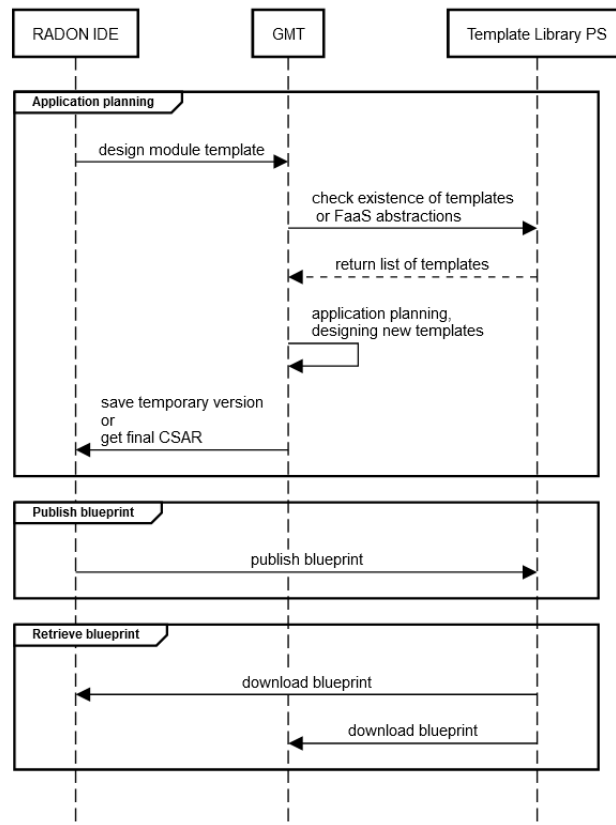 RADON IDE
GMT
Template Library PS
Application planning
design module template
check existence of templates
or FaaS abstractions
return list of templates
application planning,
designing new templates
save temporary version
or
get final CSAR
Publish blueprint
publish blueprint
Retrieve blueprint
download blueprint
download blueprint